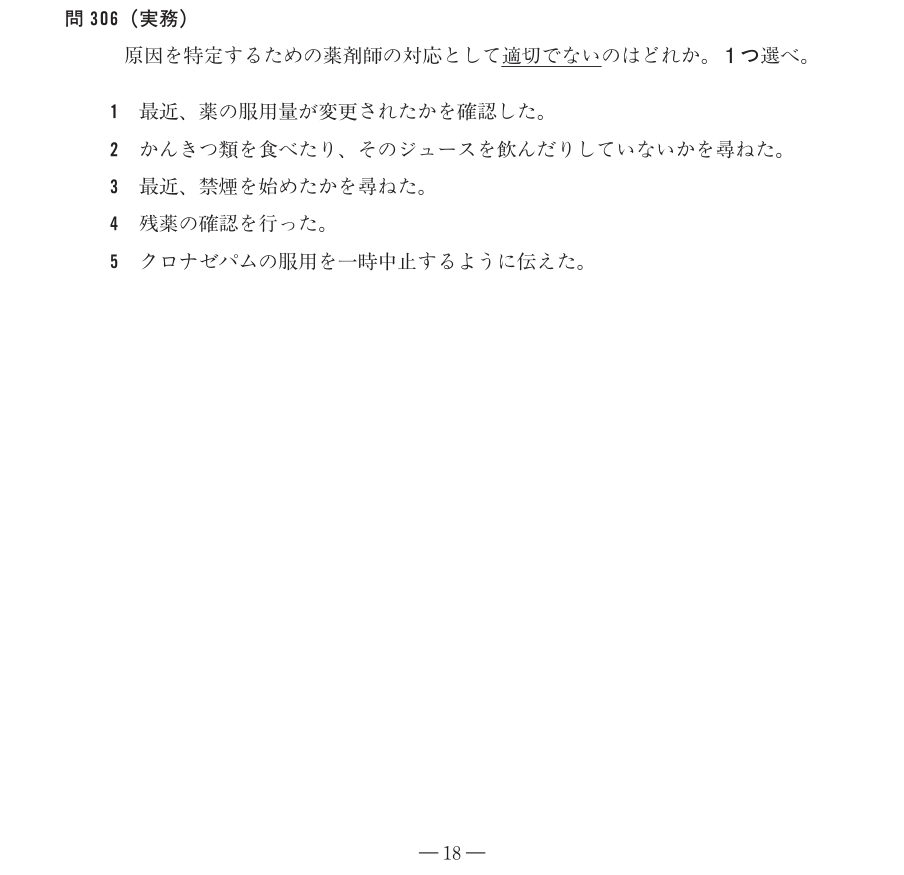 問 306（実務）
原因を特定するための薬剤師の対応として適切でないのはどれか。1つ選べ。
1 最近、薬の服用量が変更されたかを確認した。
2 かんきつ類を食べたり、そのジュースを飲んだりしていないかを尋ねた。
3 最近、禁煙を始めたかを尋ねた。
4 残薬の確認を行った。
5 クロナゼパムの服用を一時中止するように伝えた。
— 18 —